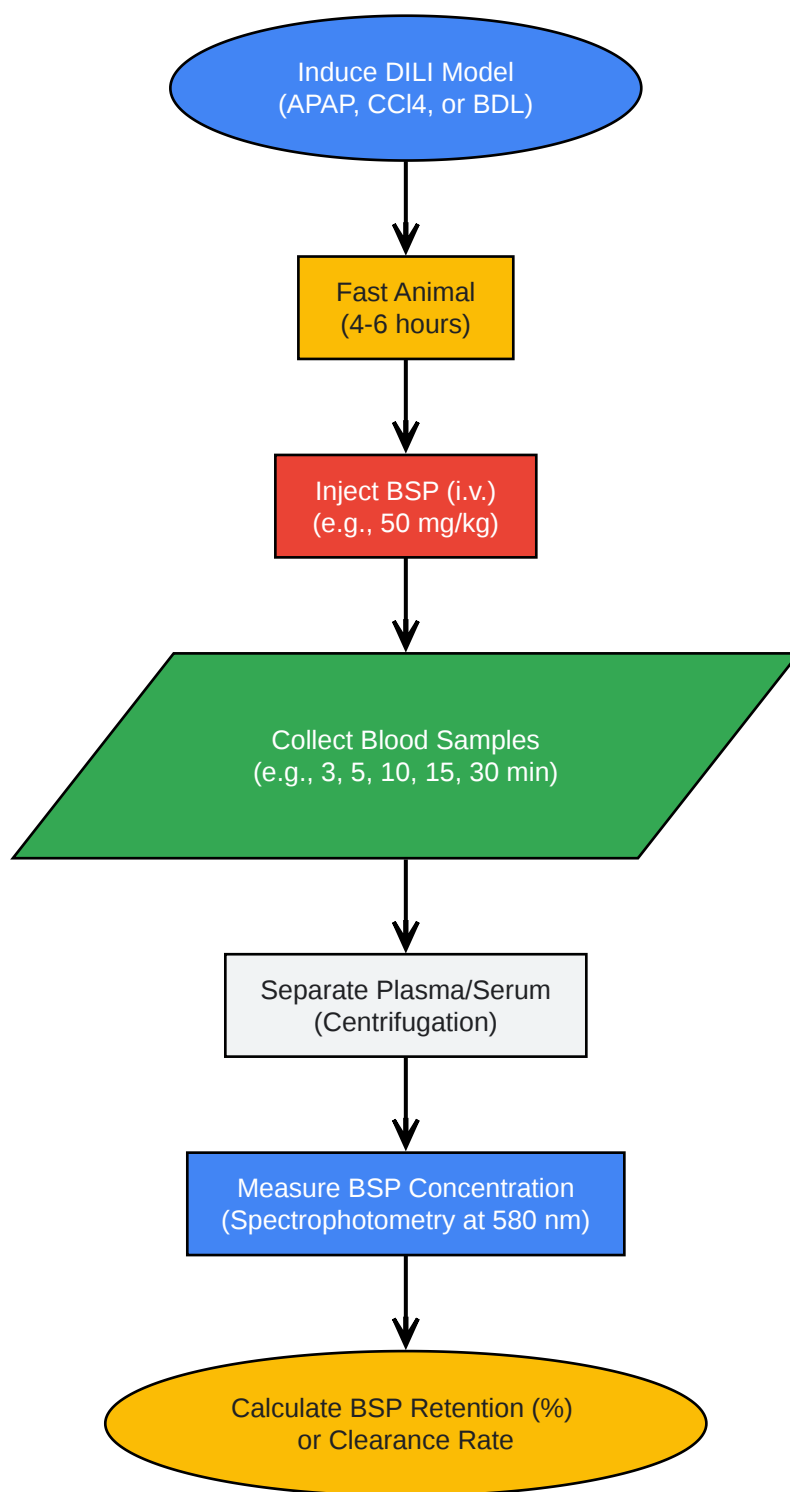 Induce DILI Model
(APAP, CCl4, or BDL)
Fast Animal
(4-6 hours)
Inject BSP (i.v.)
(e.g., 50 mg/kg)
Collect Blood Samples
(e.g., 3, 5, 10, 15, 30 min)
Separate Plasma/Serum
(Centrifugation)
Measure BSP Concentration
(Spectrophotometry at 580 nm)
Calculate BSP Retention (%)
or Clearance Rate